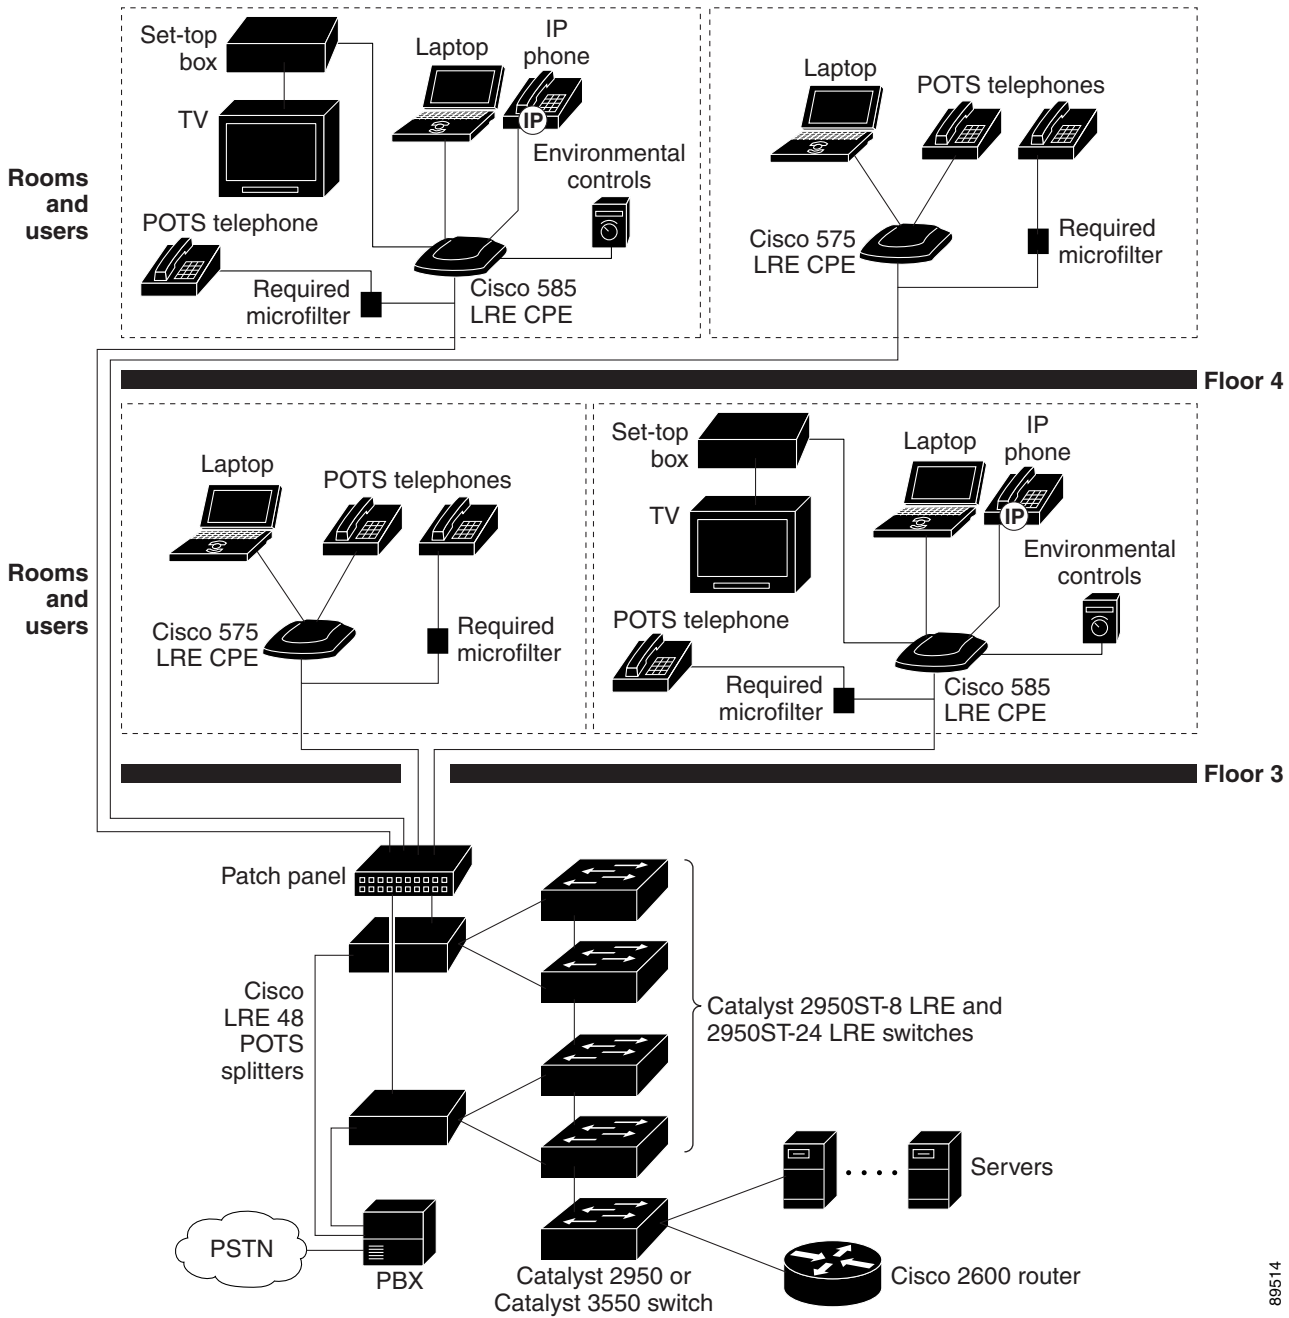 Set-top
box
Laptop
IP
phone
TV
IP
Environmental
controls
POTS telephone
Required
microfilter
Cisco 585
LRE CPE
Laptop
POTS telephones
Cisco 575
LRE CPE
Required
microfilter
Rooms
and
users
Floor 4
Laptop
POTS telephones
Cisco 575
LRE CPE
Required
microfilter
Set-top
box
Laptop
IP
phone
TV
IP
Environmental
controls
POTS telephone
Required
microfilter
Cisco 585
LRE CPE
Rooms
and
users
Floor 3
Patch panel
Cisco
LRE 48
POTS
splitters
Catalyst 2950ST-8 LRE and
2950ST-24 LRE switches
Servers
PSTN
PBX
Catalyst 2950 or
Catalyst 3550 switch
Cisco 2600 router
89514